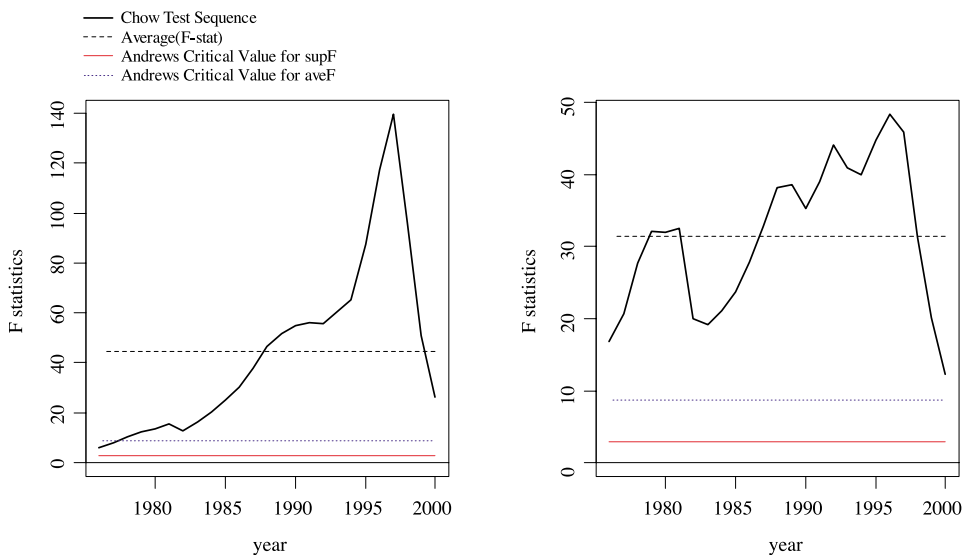 Chow Test Sequence
Average(F-stat)
Andrews Critical Value for supF
Andrews Critical Value for aveF
F statistics
0 20 40 60 80 100 120 140
1980 1985 1990 1995 2000
year
F statistics
0 10 20 30 40 50
1980 1985 1990 1995 2000
year